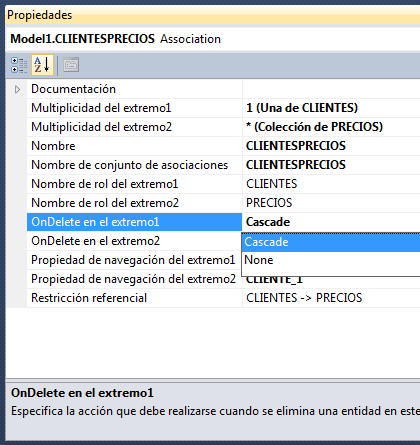 Propiedades
Model1.CLIENTESPRECIOS Association
Documentación
Multiplicidad del extremo1 1 (Una de CLIENTES)
Multiplicidad del extremo2 * (Colección de PRECIOS)
Nombre CLIENTESPRECIOS
Nombre de conjunto de asociaciones CLIENTESPRECIOS
Nombre de rol del extremo1 CLIENTES
Nombre de rol del extremo2 PRECIOS
OnDelete en el extremo1 Cascade
OnDelete en el extremo2 Cascade
Propiedad de navegación del extremo1 None
Propiedad de navegación del extremo2 CLIENTE_1
Restricción referencial CLIENTES -> PRECIOS
OnDelete en el extremo1
Especifica la acción que debe realizarse cuando se elimina una entidad en este